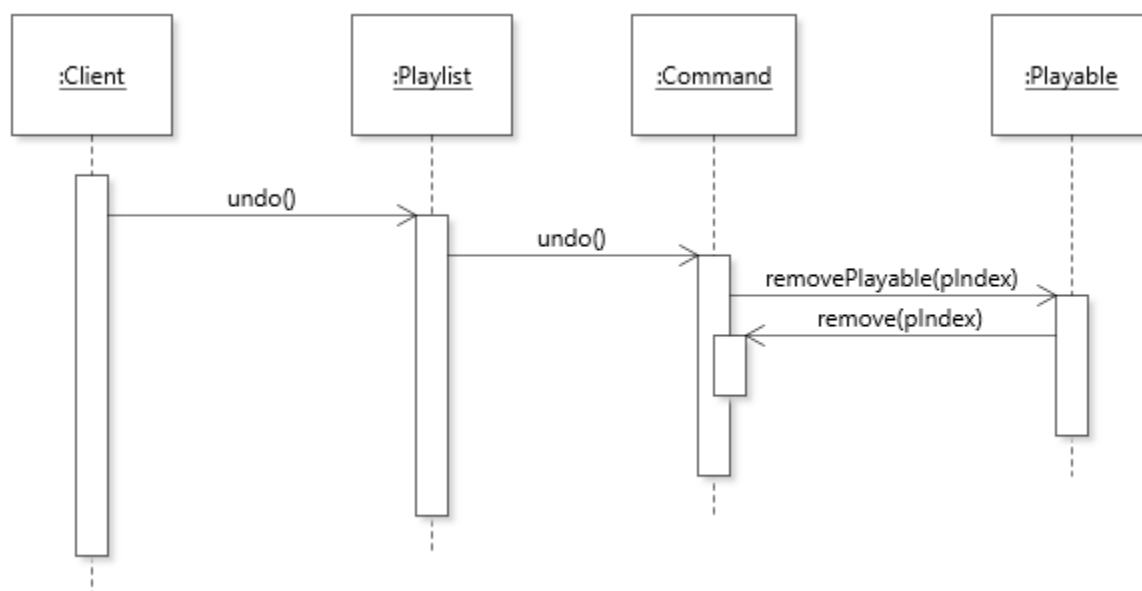 :Client
:Playlist
:Command
:Playable
undo()
undo()
removePlayable(pIndex)
remove(pIndex)